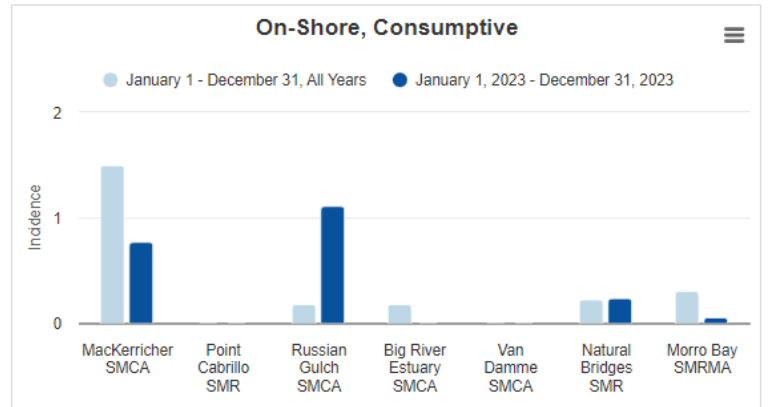 On-Shore, Consumptive
January 1 - December 31, All Years
January 1, 2023 - December 31, 2023
2
1
0
Incidence
MacKerricher
SMCA
Point
Cabrillo
SMR
Russian
Gulch
SMCA
Big River
Estuary
SMCA
Van
Damme
SMCA
Natural
Bridges
SMR
Morro Bay
SMRMA